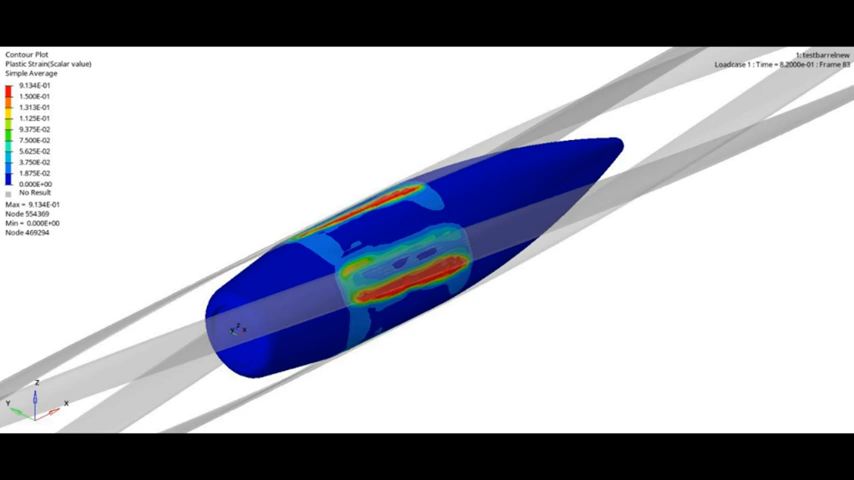 Contour Plot
Plastic Strain(Scalar value)
Simple Average
9.134E-01
1.500E-01
1.313E-01
1.125E-01
9.375E-02
7.500E-02
5.625E-02
3.750E-02
1.875E-02
0.000E+00
No Result
Max = 9.134E-01
Node 554369
Min = 0.000E+00
Node 469294
1: testbarrelnew
Loadcase 1 : Time = 8.2000e-01 : Frame 83
Z
Y
X